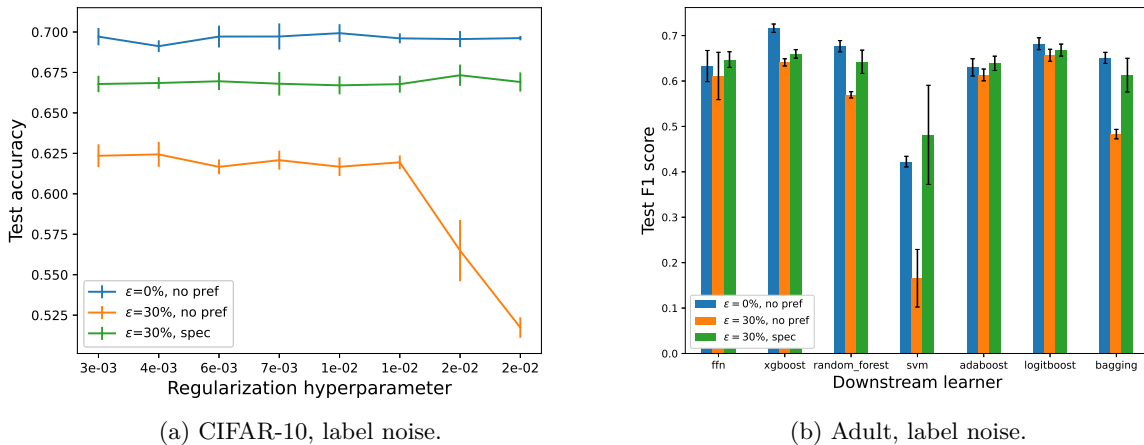 0.700
0.675
0.650
0.625
0.600
0.575
0.550
0.525
Test accuracy
ε=0%, no pref
ε=30%, no pref
ε=30%, spec
3e-03 4e-03 6e-03 7e-03 1e-02 1e-02 2e-02 2e-02
Regularization hyperparameter
(a) CIFAR-10, label noise.
0.7
0.6
0.5
0.4
0.3
0.2
0.1
0.0
Test F1 score
ε = 0%, no pref
ε = 30%, no pref
ε = 30%, spec
ffn xgboost random_forest svm adaboost logitboost bagging
Downstream learner
(b) Adult, label noise.